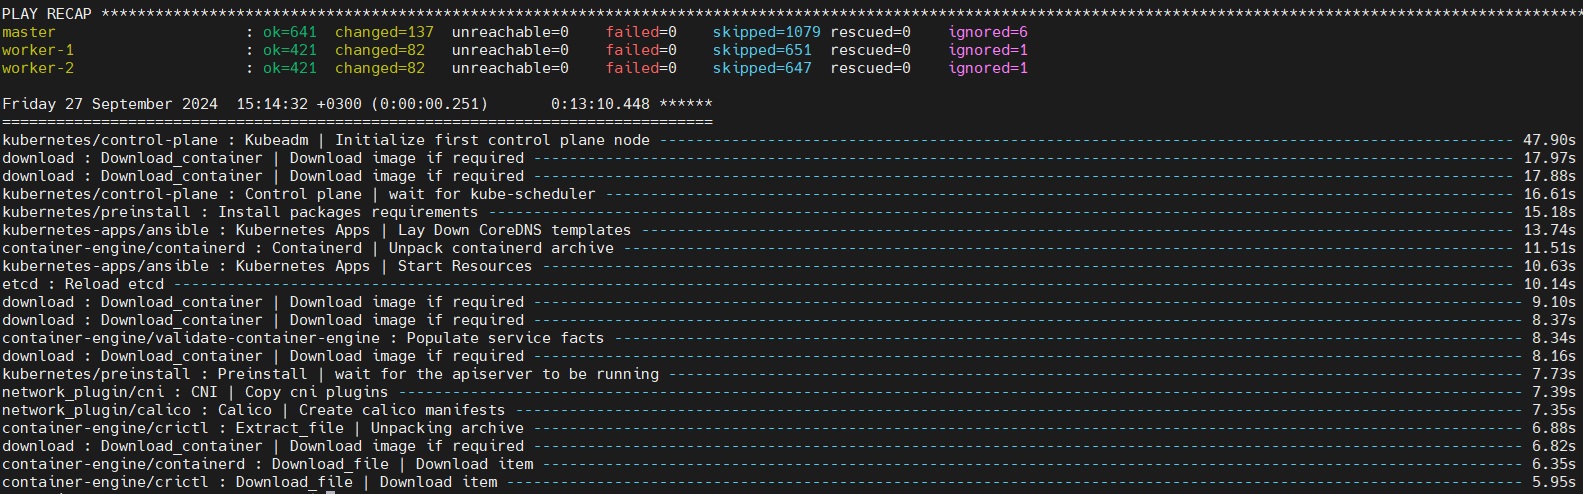 PLAY RECAP *********************************************************************************************************************************************************************
master                     : ok=641  changed=137  unreachable=0    failed=0    skipped=1079 rescued=0    ignored=6
worker-1                   : ok=421  changed=82   unreachable=0    failed=0    skipped=651  rescued=0    ignored=1
worker-2                   : ok=421  changed=82   unreachable=0    failed=0    skipped=647  rescued=0    ignored=1
Friday 27 September 2024  15:14:32 +0300 (0:00:00.251)       0:13:10.448 ******
===============================================================================
kubernetes/control-plane : Kubeadm | Initialize first control plane node ----------------------------------------------------------------------------------------------- 47.90s
download : Download_container | Download image if required ------------------------------------------------------------------------------------------------------------- 17.97s
download : Download_container | Download image if required ------------------------------------------------------------------------------------------------------------- 17.88s
kubernetes/control-plane : Control plane | wait for kube-scheduler ----------------------------------------------------------------------------------------------------- 16.61s
kubernetes/preinstall : Install packages requirements ------------------------------------------------------------------------------------------------------------------ 15.18s
kubernetes-apps/ansible : Kubernetes Apps | Lay Down CoreDNS templates ------------------------------------------------------------------------------------------------- 13.74s
container-engine/containerd : Containerd | Unpack containerd archive --------------------------------------------------------------------------------------------------- 11.51s
kubernetes-apps/ansible : Kubernetes Apps | Start Resources ------------------------------------------------------------------------------------------------------------ 10.63s
etcd : Reload etcd ----------------------------------------------------------------------------------------------------------------------------------------------------- 10.14s
download : Download_container | Download image if required -------------------------------------------------------------------------------------------------------------- 9.10s
download : Download_container | Download image if required -------------------------------------------------------------------------------------------------------------- 8.37s
container-engine/validate-container-engine : Populate service facts ----------------------------------------------------------------------------------------------------- 8.34s
download : Download_container | Download image if required -------------------------------------------------------------------------------------------------------------- 8.16s
kubernetes/preinstall : Preinstall | wait for the apiserver to be running ----------------------------------------------------------------------------------------------- 7.73s
network_plugin/cni : CNI | Copy cni plugins ----------------------------------------------------------------------------------------------------------------------------- 7.39s
network_plugin/calico : Calico | Create calico manifests ---------------------------------------------------------------------------------------------------------------- 7.35s
container-engine/crictl : Extract_file | Unpacking archive -------------------------------------------------------------------------------------------------------------- 6.88s
download : Download_container | Download image if required -------------------------------------------------------------------------------------------------------------- 6.82s
container-engine/containerd : Download_file | Download item ------------------------------------------------------------------------------------------------------------- 6.35s
container-engine/crictl : Download_file | Download item ----------------------------------------------------------------------------------------------------------------- 5.95s